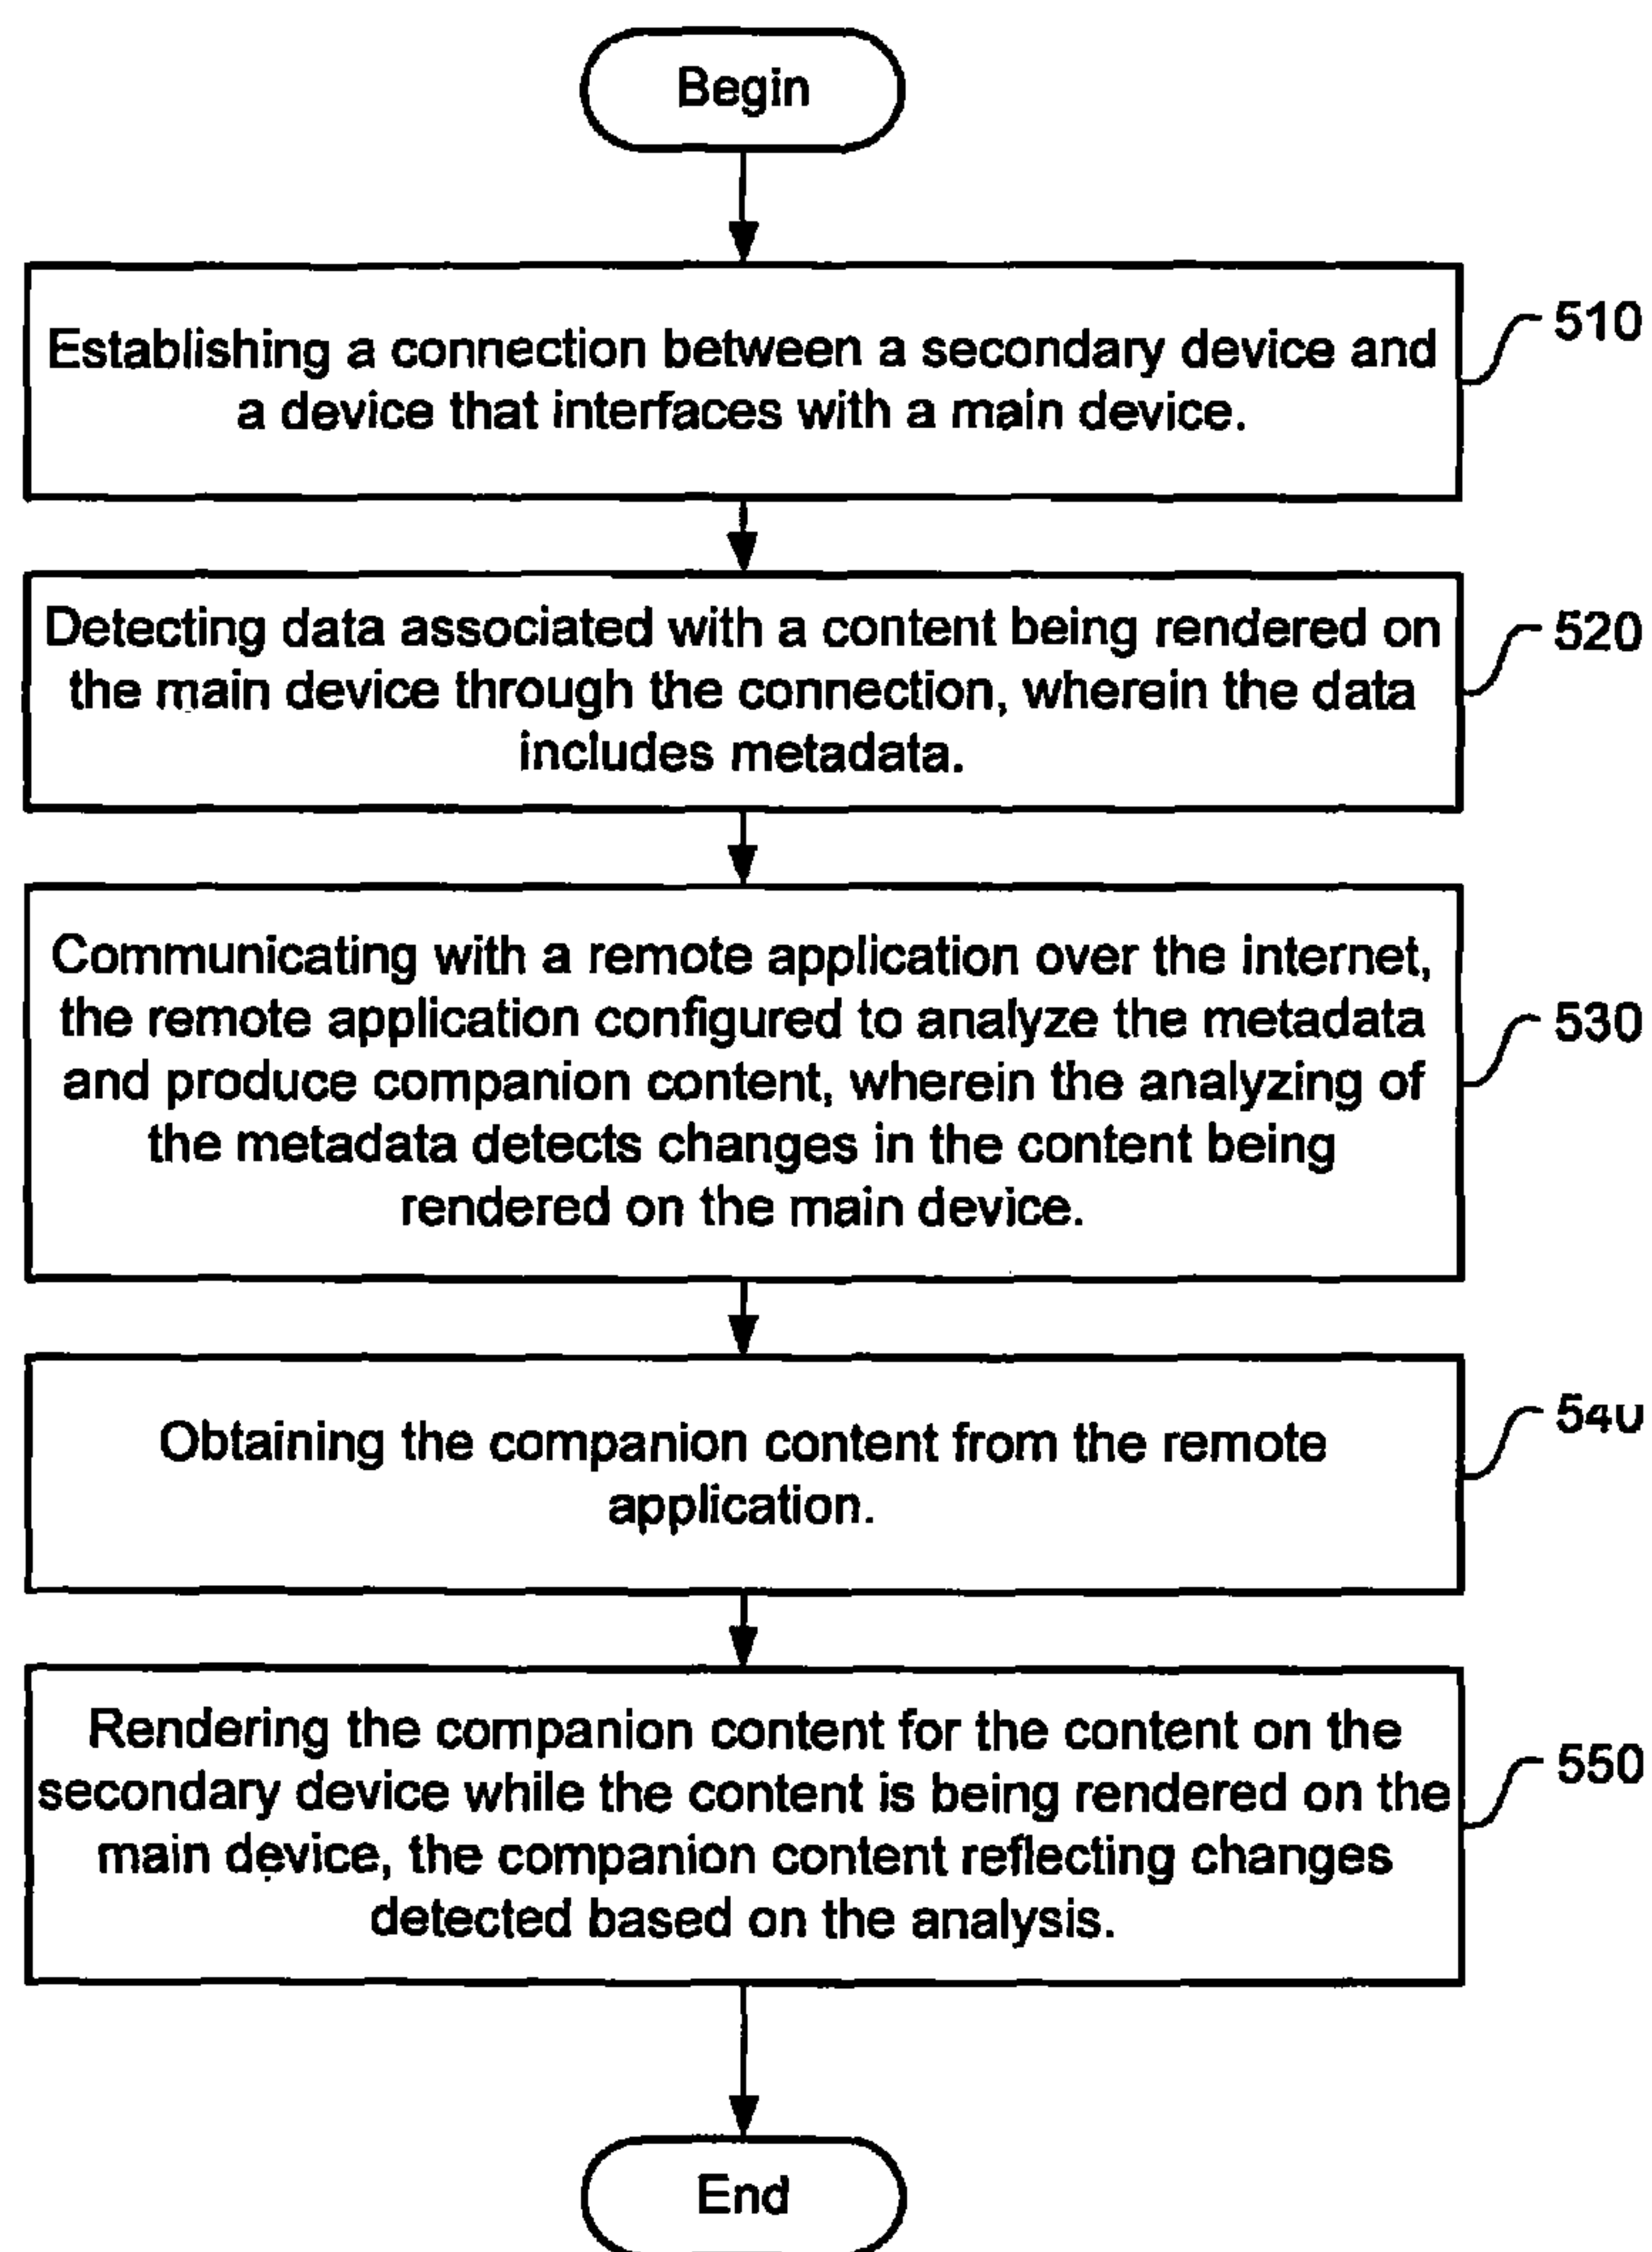 Begin
Establishing a connection between a secondary device and
a device that interfaces with a main device.
510
Detecting data associated with a content being rendered on
the main device through the connection, wherein the data
includes metadata.
520
Communicating with a remote application over the internet,
the remote application configured to analyze the metadata
and produce companion content, wherein the analyzing of
the metadata detects changes in the content being
rendered on the main device.
530
Obtaining the companion content from the remote
application.
540
Rendering the companion content for the content on the
secondary device while the content is being rendered on the
main device, the companion content reflecting changes
detected based on the analysis.
550
End